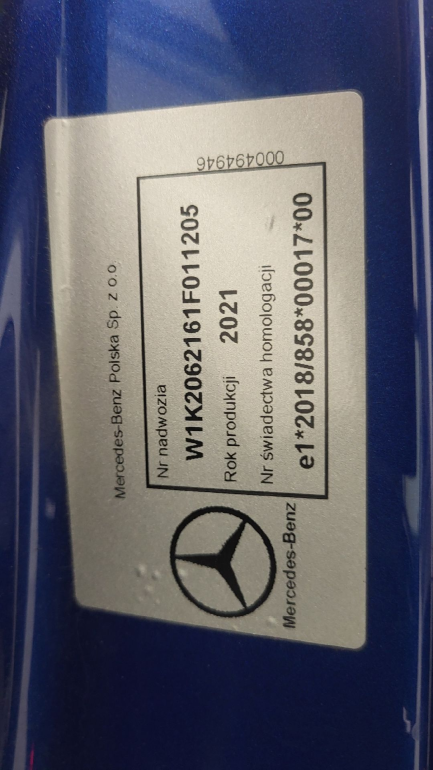 Mercedes-Benz Polska Sp. z o.o
Nr nadwozia
W1K2062161F011205
Rok produkcji 2021
Nr świadectwa homologacji
e1*2018/858*00017*00
Mercedes-Benz
000494946